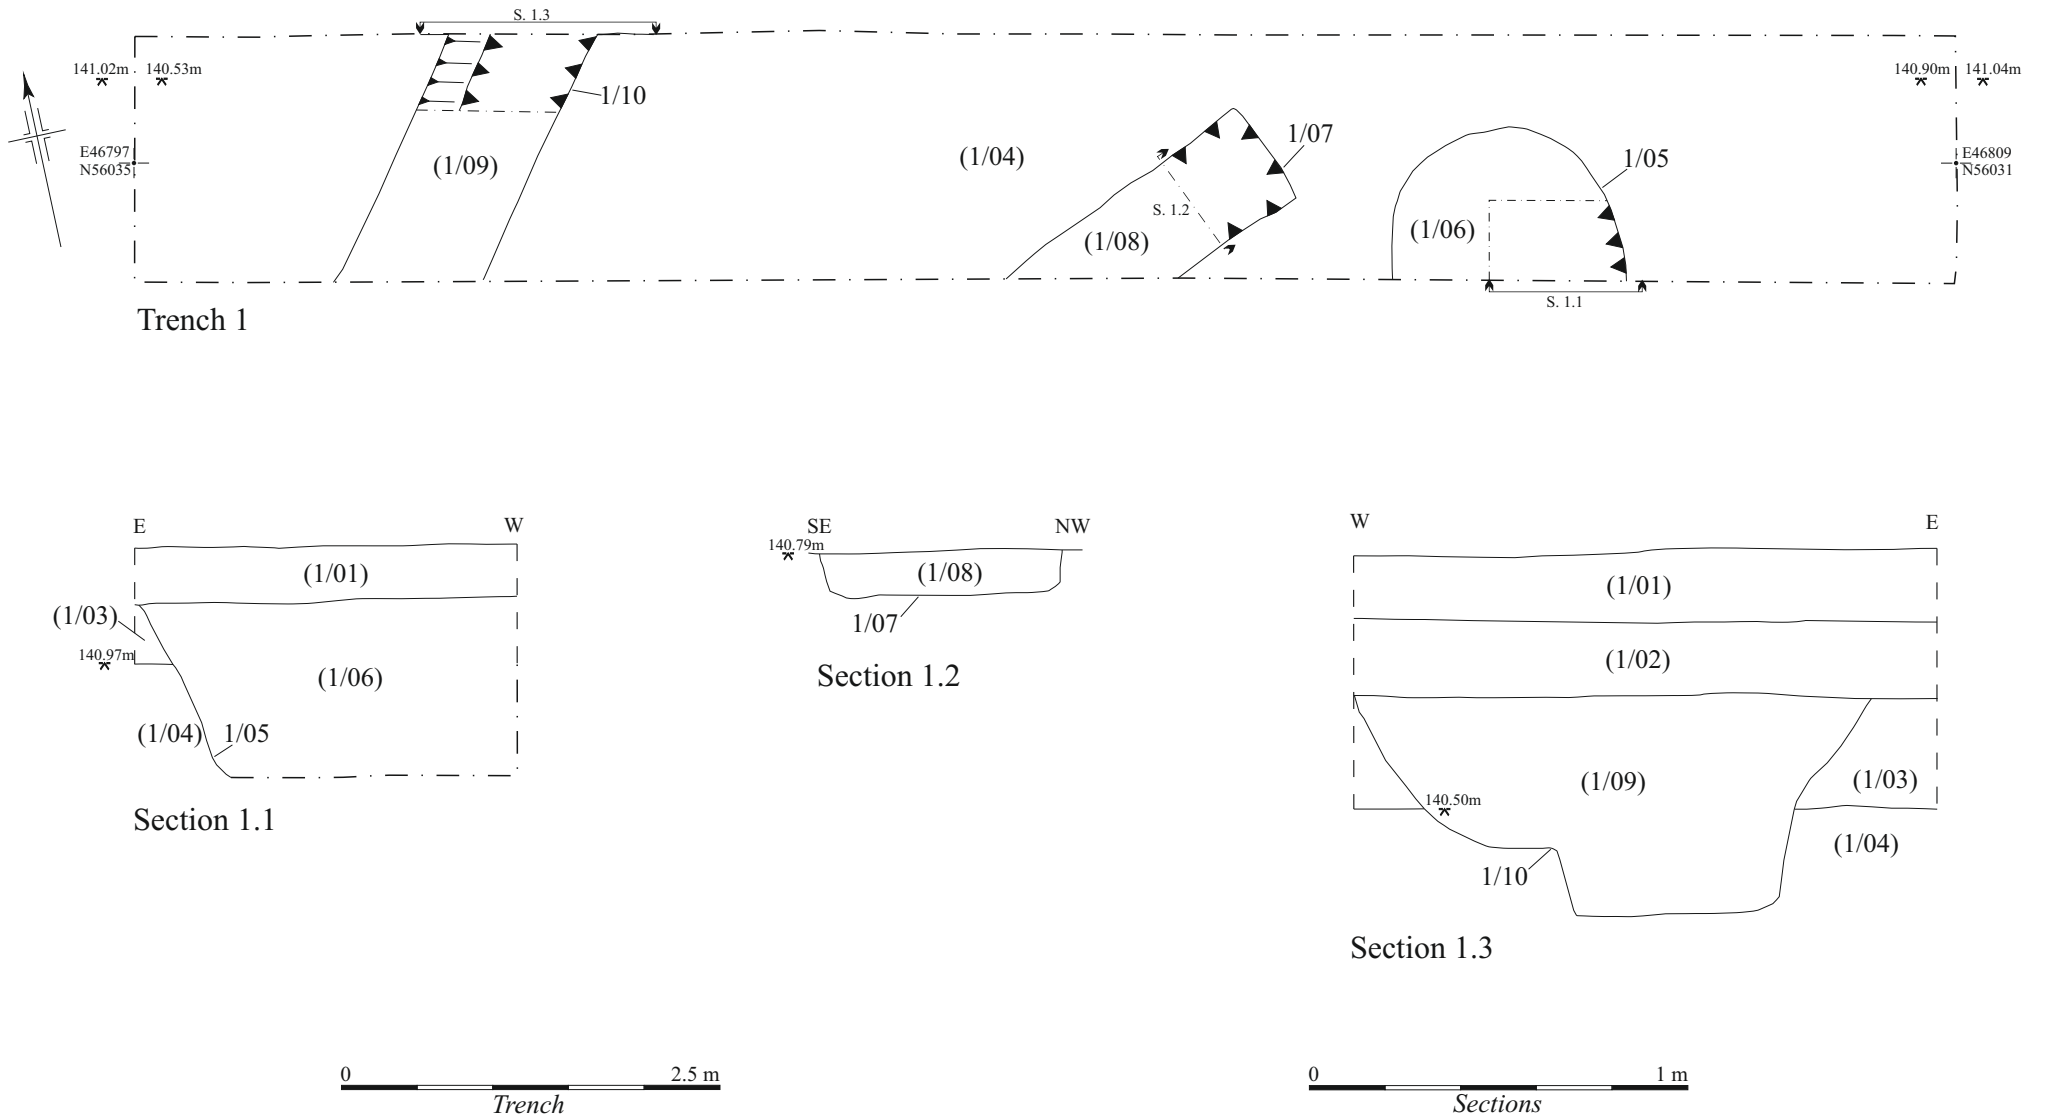 S. 1.3
141.02m
140.53m
140.90m
141.04m
1/10
1/07
(1/09)
(1/04)
1/05
E46797
N56035
E46809
N56031
S. 1.2
(1/08)
(1/06)
S. 1.1
Trench 1
E
W
(1/01)
(1/03)
140.97m
(1/06)
(1/04)
1/05
Section 1.1
SE
NW
140.79m
(1/08)
1/07
Section 1.2
W
E
(1/01)
(1/02)
(1/09)
(1/03)
140.50m
(1/04)
1/10
Section 1.3
0
2.5 m
Trench
0
1 m
Sections